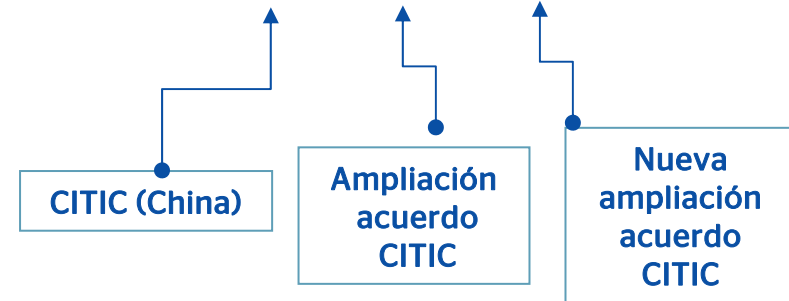 CITIC (China)
Ampliación
acuerdo
CITIC
Nueva
ampliación
acuerdo
CITIC